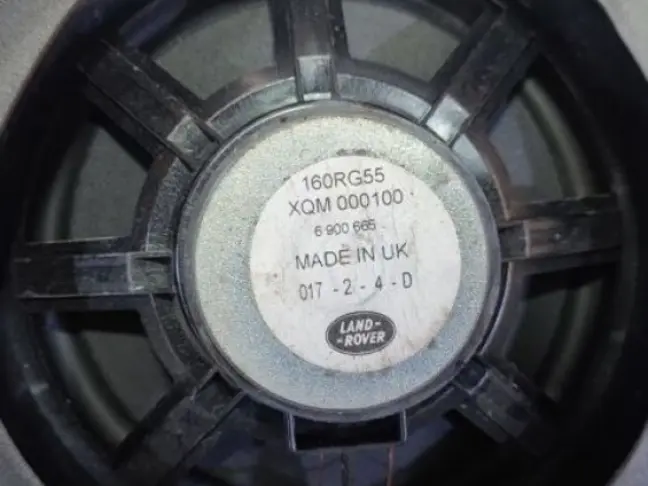 160RG55
XQM 000100
6 900 665
MADE IN UK
017 - 2 - 4 - D
LAND-
-ROVER